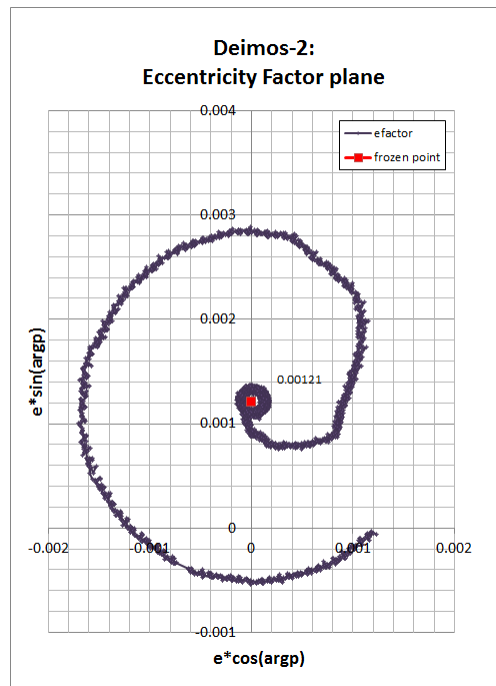 Deimos-2:
Eccentricity Factor plane
0.004
efactor
frozen point
0.003
0.002
0.00121
0.001
e*sin(argp)
0
-0.002 -0.001 0 0.001 0.002
-0.001
e*cos(argp)